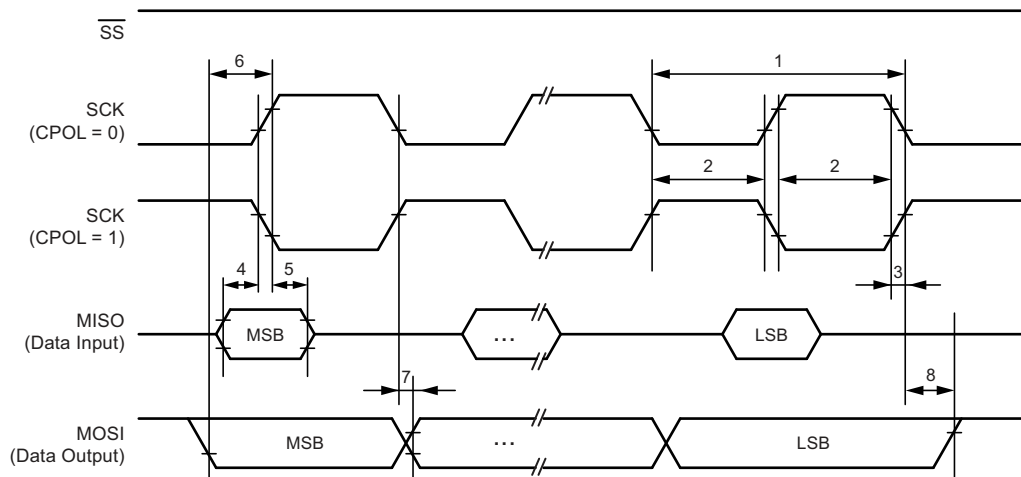 SS
6
1
SCK
(CPOL = 0)
2
2
SCK
(CPOL = 1)
4
5
3
MISO
(Data Input)
MSB
...
LSB
7
8
MOSI
(Data Output)
MSB
...
LSB